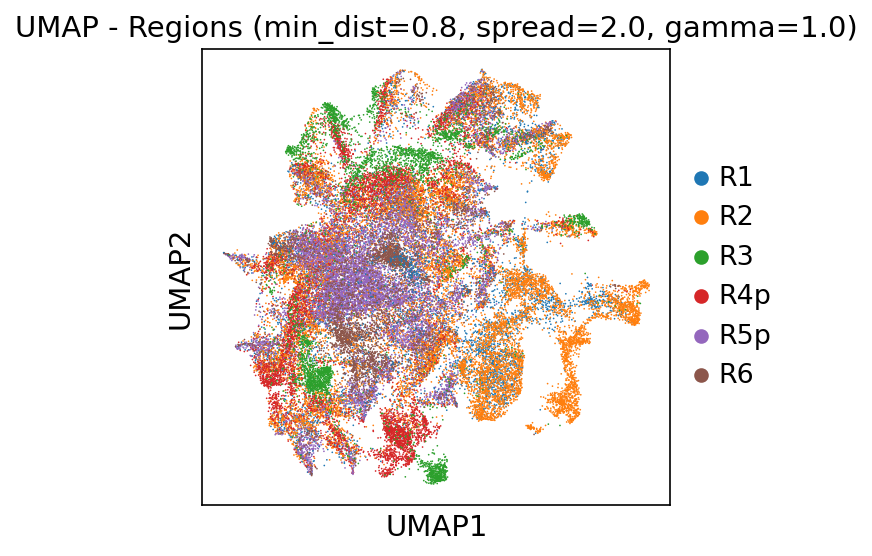 UMAP - Regions (min_dist=0.8, spread=2.0, gamma=1.0)
UMAP2
R1
R2
R3
R4p
R5p
R6
UMAP1